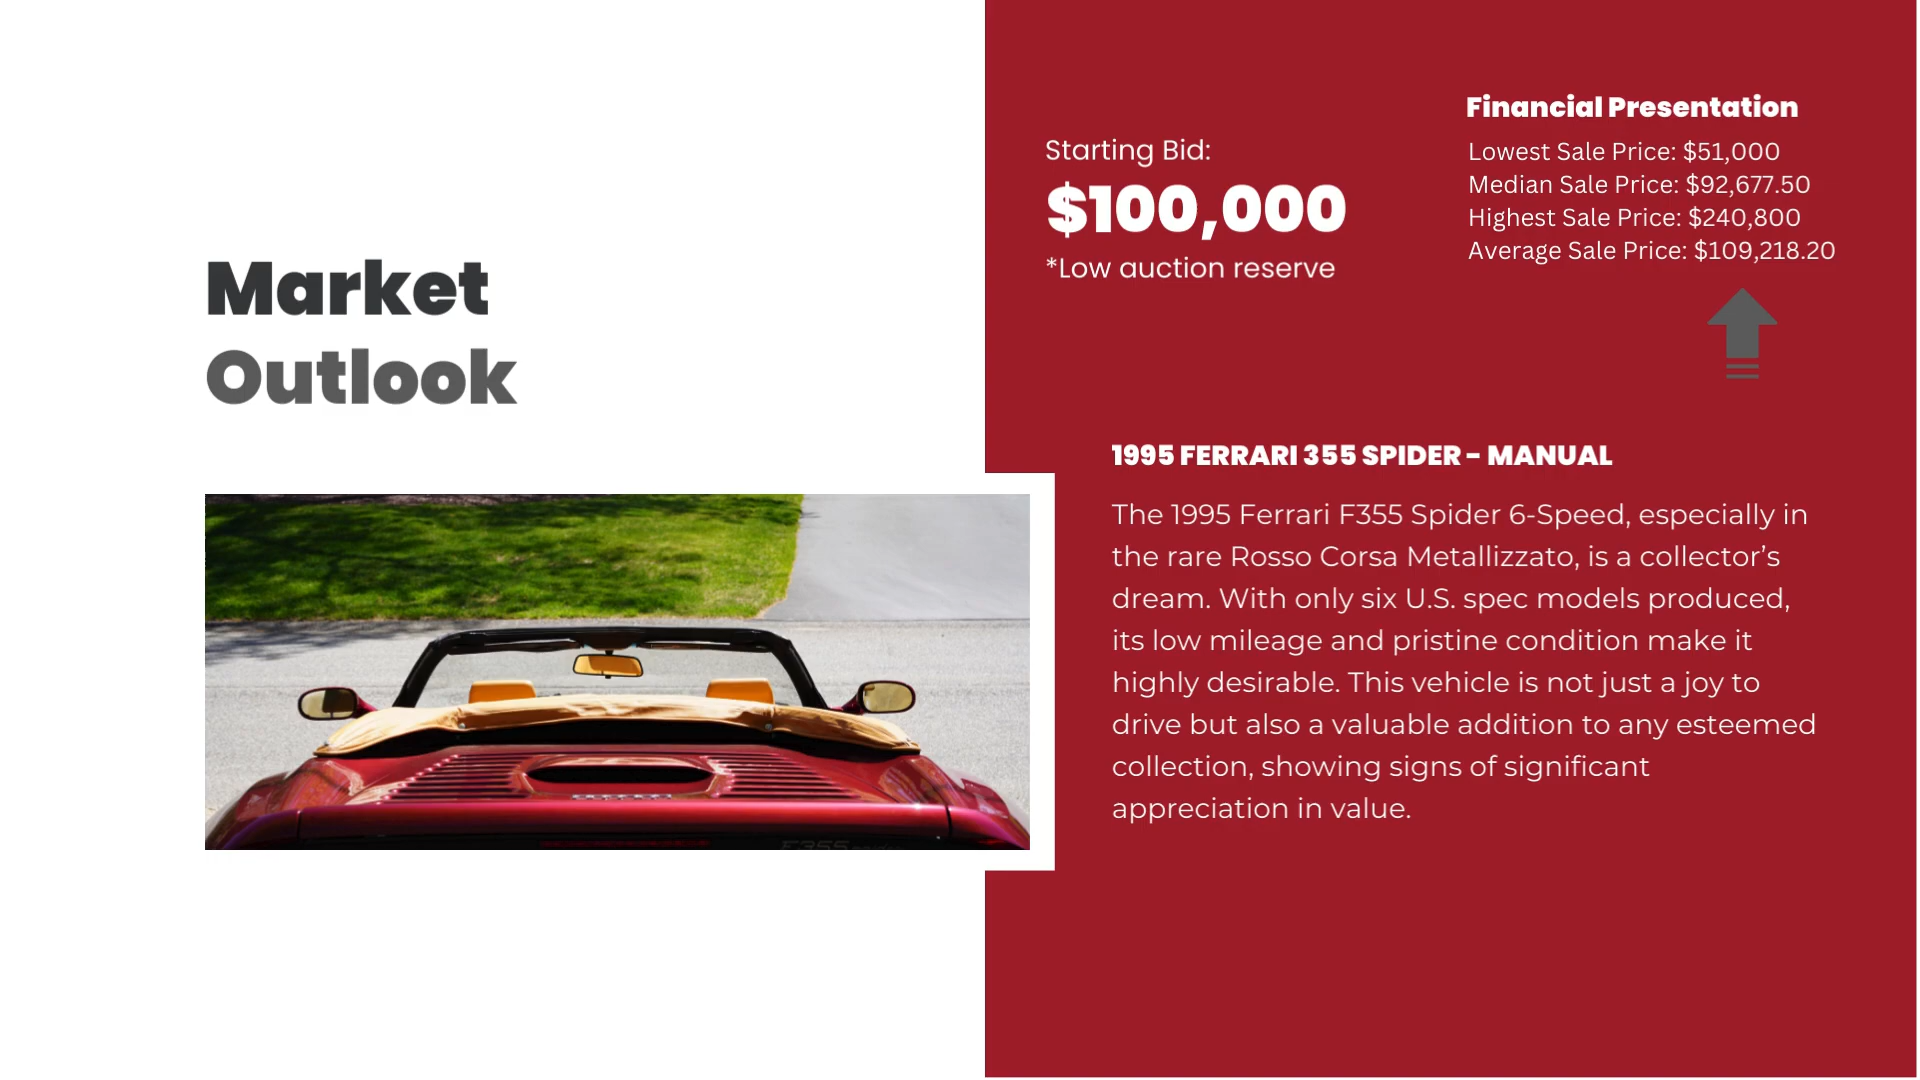 Market
Outlook
Starting Bid:
$100,000
*Low auction reserve
Financial Presentation
Lowest Sale Price: $51,000
Median Sale Price: $92,677.50
Highest Sale Price: $240,800
Average Sale Price: $109,218.20
1995 FERRARI 355 SPIDER - MANUAL
The 1995 Ferrari F355 Spider 6-Speed, especially in
the rare Rosso Corsa Metallizzato, is a collector’s
dream. With only six U.S. spec models produced,
its low mileage and pristine condition make it
highly desirable. This vehicle is not just a joy to
drive but also a valuable addition to any esteemed
collection, showing signs of significant
appreciation in value.
F355